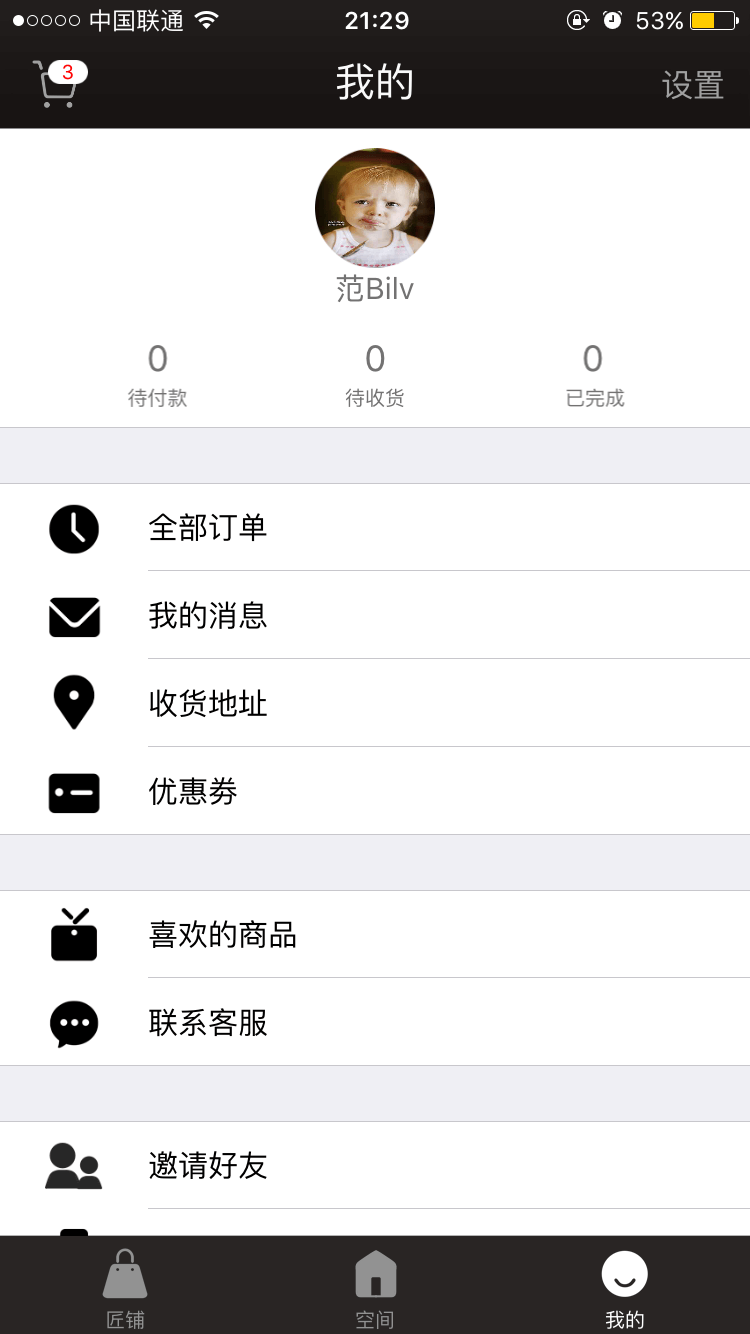 中国联通 21:29 53%
3 我的 设置
范Bilv
0 0 0
待付款 待收货 已完成
全部订单
我的消息
收货地址
优惠劵
喜欢的商品
联系客服
邀请好友
匠铺 空间 我的